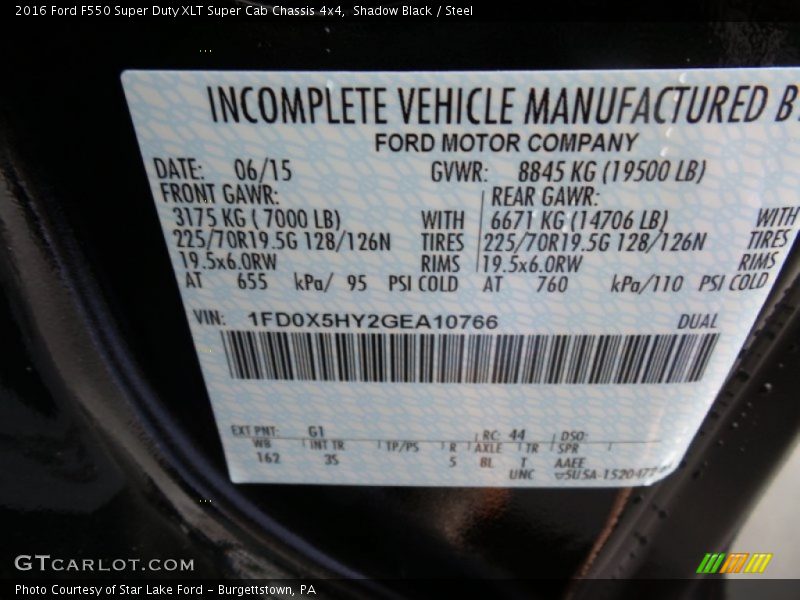 2016 Ford F550 Super Duty XLT Super Cab Chassis 4x4, Shadow Black / Steel
INCOMPLETE VEHICLE MANUFACTURED
FORD MOTOR COMPANY
DATE: 06/15 GVWR: 8845 KG (19500 LB)
FRONT GAWR: REAR GAWR:
3175 KG ( 7000 LB) WITH 6671 KG (14706 LB) WITH
225/70R19.5G 128/126N TIRES 225/70R19.5G 128/126N TIRES
19.5x6.0RW RIMS 19.5x6.0RW RIMS
AT 655 kPa/ 95 PSI COLD AT 760 kPa/110 PSI COLD
VIN: 1FD0X5HY2GEA10766 DUAL
EXT PNT: G1 RC: 44 DSO:
WB INT TR TP/PS R AXLE TR SPR
162 3S 5 8L T AAEE
UNC
GTCARLOT.COM
Photo Courtesy of Star Lake Ford - Burgettstown, PA